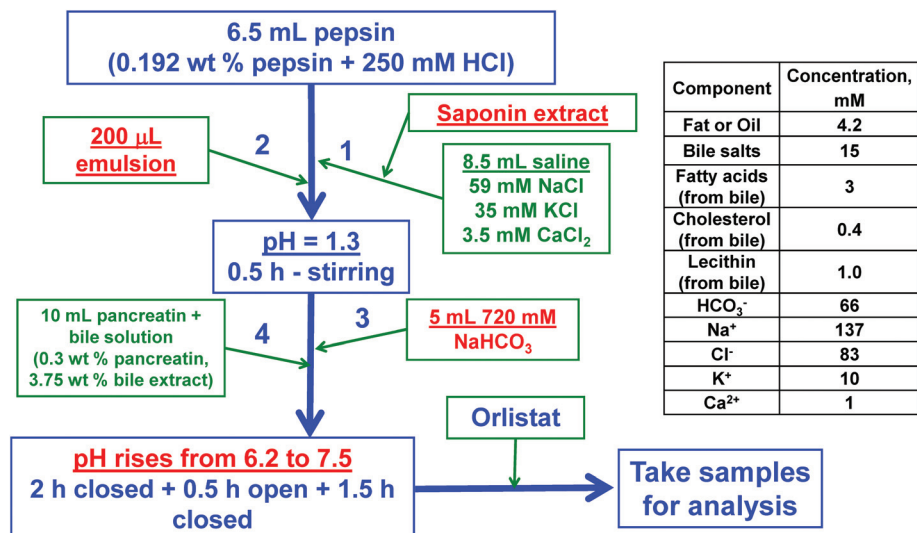 6.5 mL pepsin
(0.192 wt % pepsin + 250 mM HCl)
200 μL
emulsion
2
1
Saponin extract
8.5 mL saline
59 mM NaCl
35 mM KCl
3.5 mM CaCl₂
pH = 1.3
0.5 h - stirring
10 mL pancreatin +
bile solution
(0.3 wt % pancreatin,
3.75 wt % bile extract)
4
3
5 mL 720 mM
NaHCO₃
pH rises from 6.2 to 7.5
2 h closed + 0.5 h open + 1.5 h
closed
Orlistat
Take samples
for analysis
Component Concentration,
mM
Fat or Oil 4.2
Bile salts 15
Fatty acids
(from bile) 3
Cholesterol
(from bile) 0.4
Lecithin
(from bile) 1.0
HCO₃⁻ 66
Na⁺ 137
Cl⁻ 83
K⁺ 10
Ca²⁺ 1